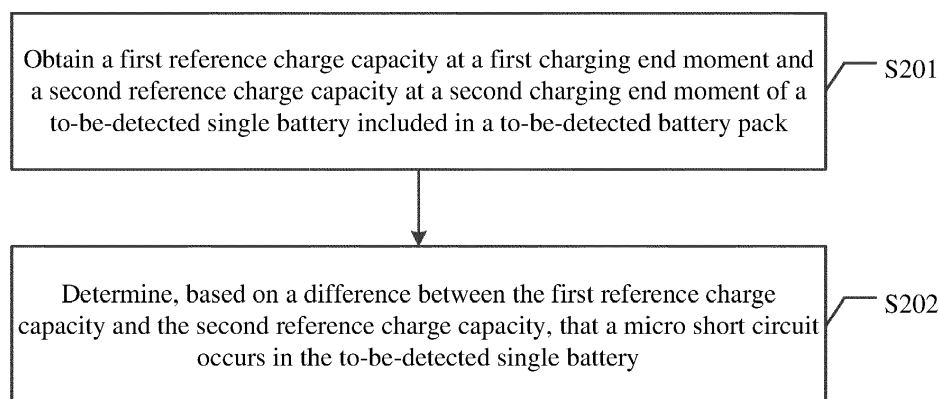 Obtain a first reference charge capacity at a first charging end moment and
a second reference charge capacity at a second charging end moment of a
to-be-detected single battery included in a to-be-detected battery pack
S201
Determine, based on a difference between the first reference charge
capacity and the second reference charge capacity, that a micro short circuit
occurs in the to-be-detected single battery
S202